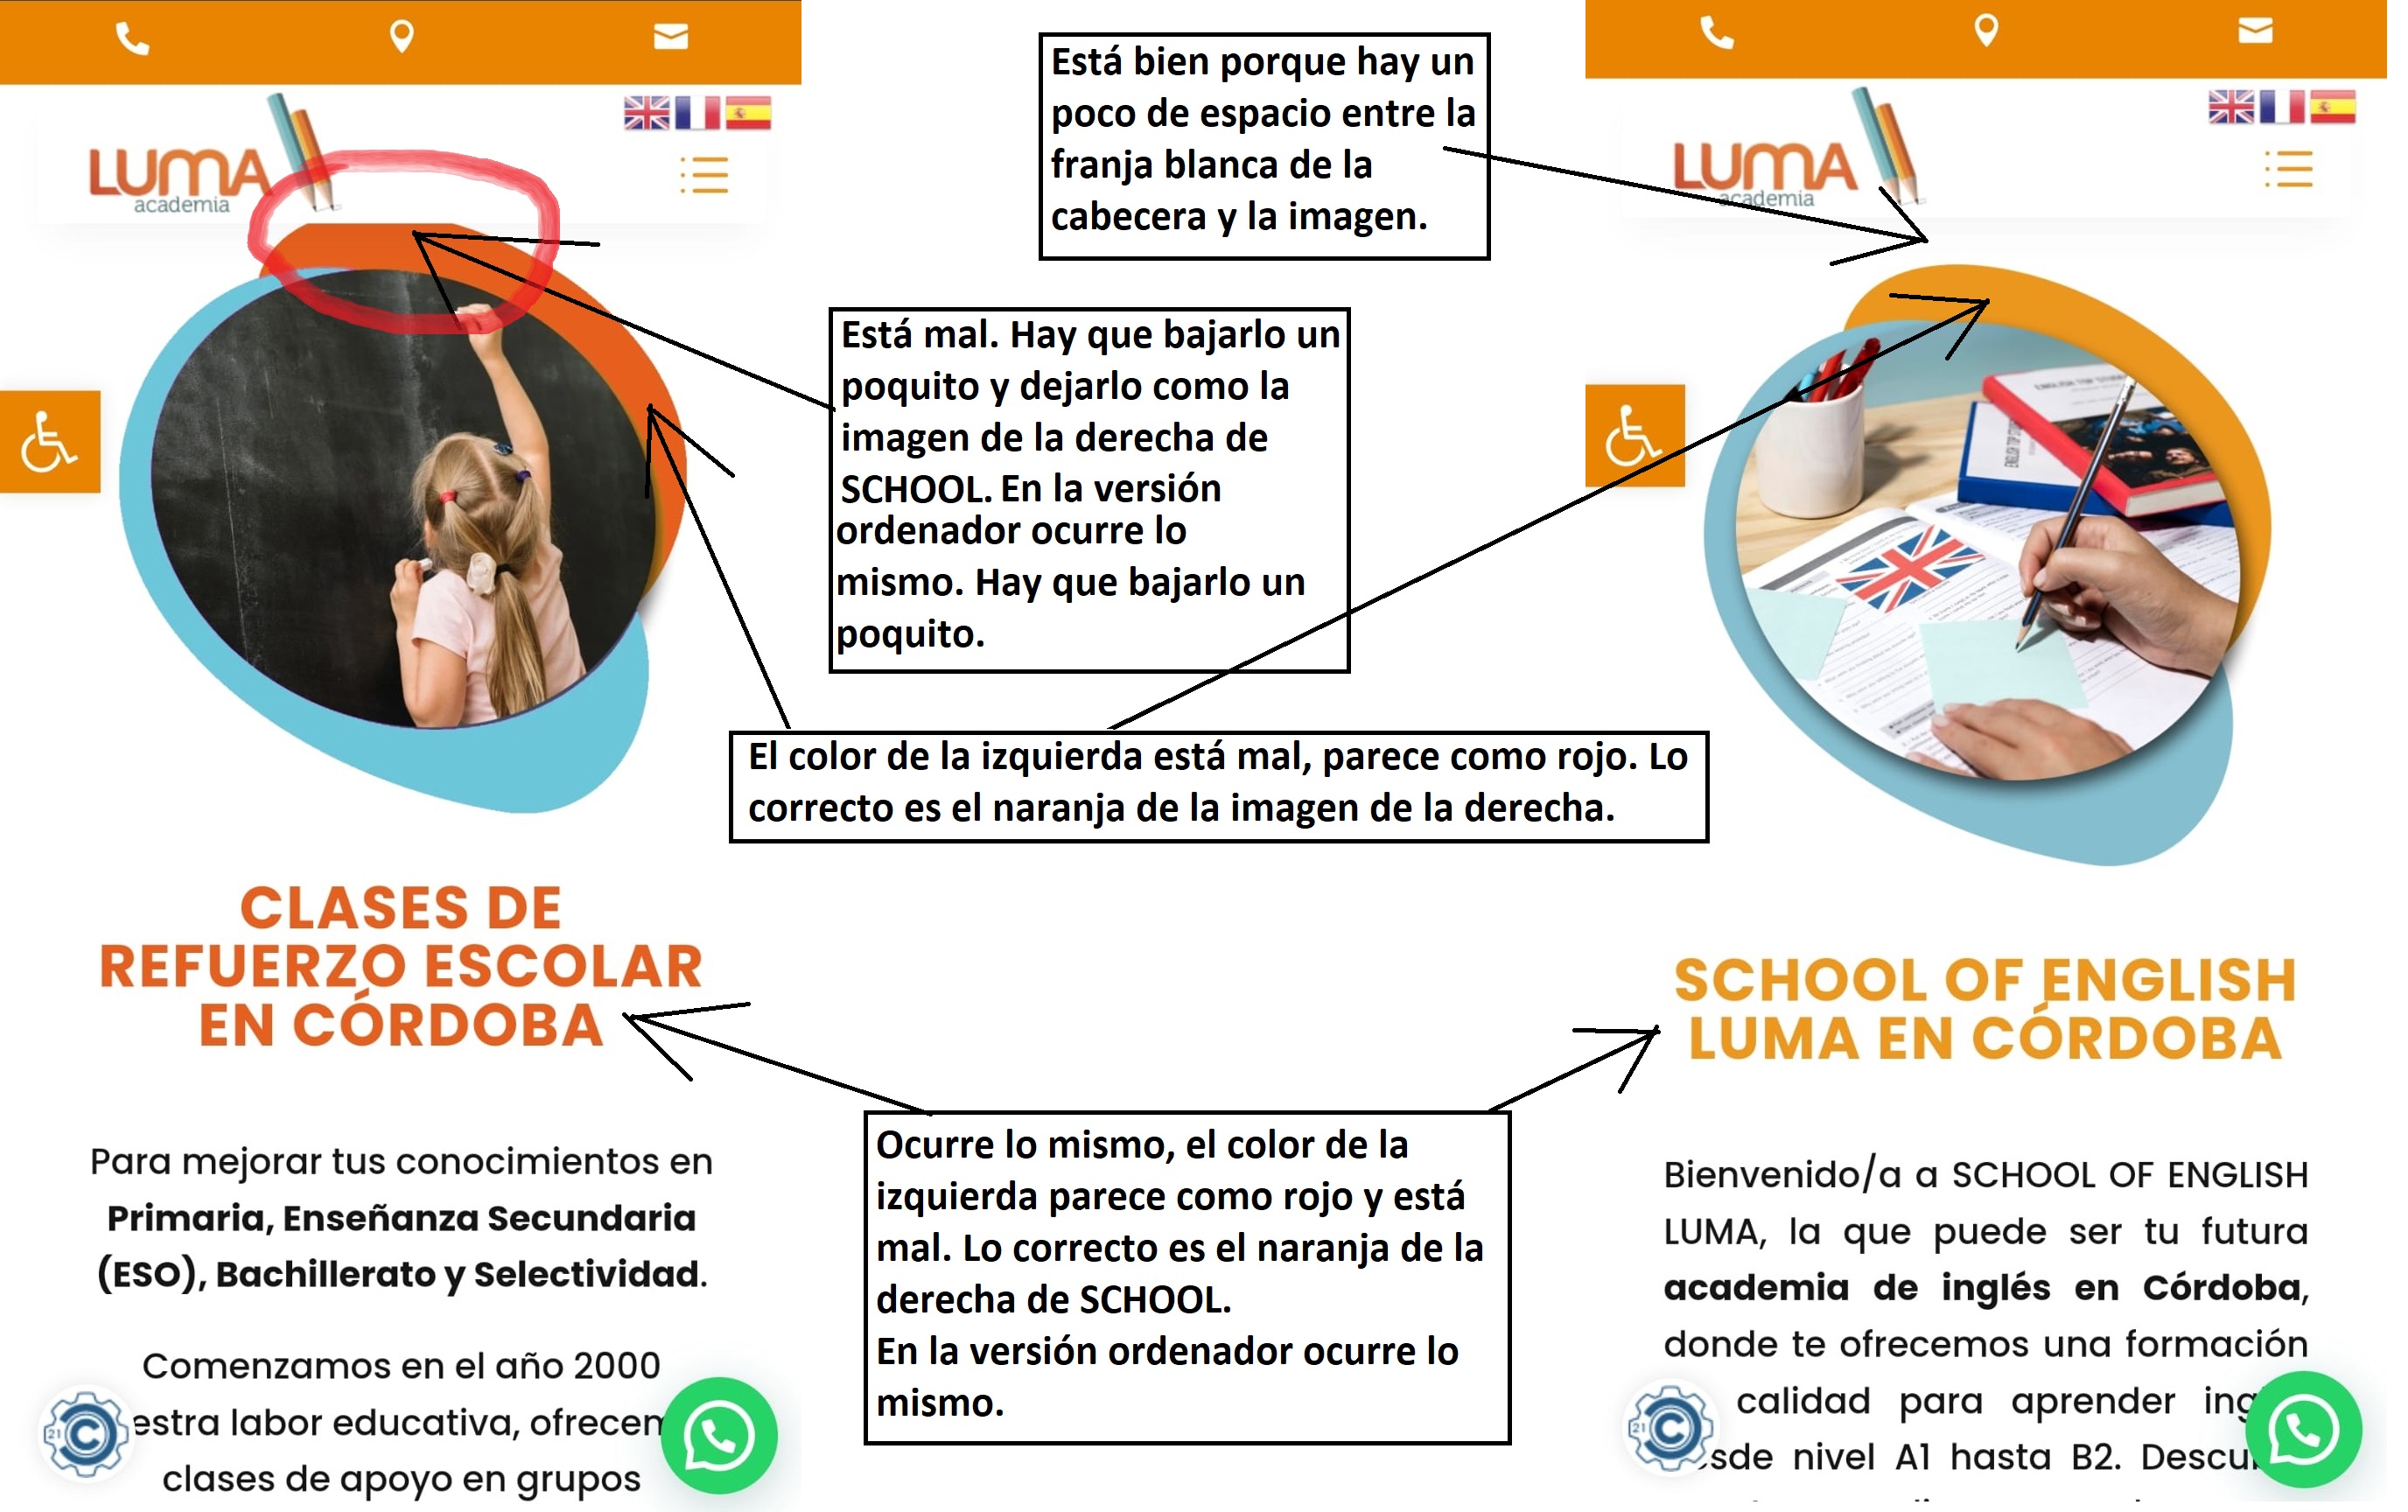 LUMA
academia
Está bien porque hay un
poco de espacio entre la
franja blanca de la
cabecera y la imagen.
LUMA
academia
Está mal. Hay que bajarlo un
poquito y dejarlo como la
imagen de la derecha de
SCHOOL. En la versión
ordenador ocurre lo
mismo. Hay que bajarlo un
poquito.
El color de la izquierda está mal, parece como rojo. Lo
correcto es el naranja de la imagen de la derecha.
CLASES DE
REFUERZO ESCOLAR
EN CÓRDOBA
SCHOOL OF ENGLISH
LUMA EN CÓRDOBA
Ocurre lo mismo, el color de la
izquierda parece como rojo y está
mal. Lo correcto es el naranja de la
derecha de SCHOOL.
En la versión ordenador ocurre lo
mismo.
Para mejorar tus conocimientos en
Primaria, Enseñanza Secundaria
(ESO), Bachillerato y Selectividad.
Comenzamos en el año 2000
estra labor educativa, ofrecen
clases de apoyo en grupos
21 C
Bienvenido/a a SCHOOL OF ENGLISH
LUMA, la que puede ser tu futura
academia de inglés en Córdoba,
donde te ofrecemos una formación
calidad para aprender ing
sde nivel A1 hasta B2. Descu
21 C